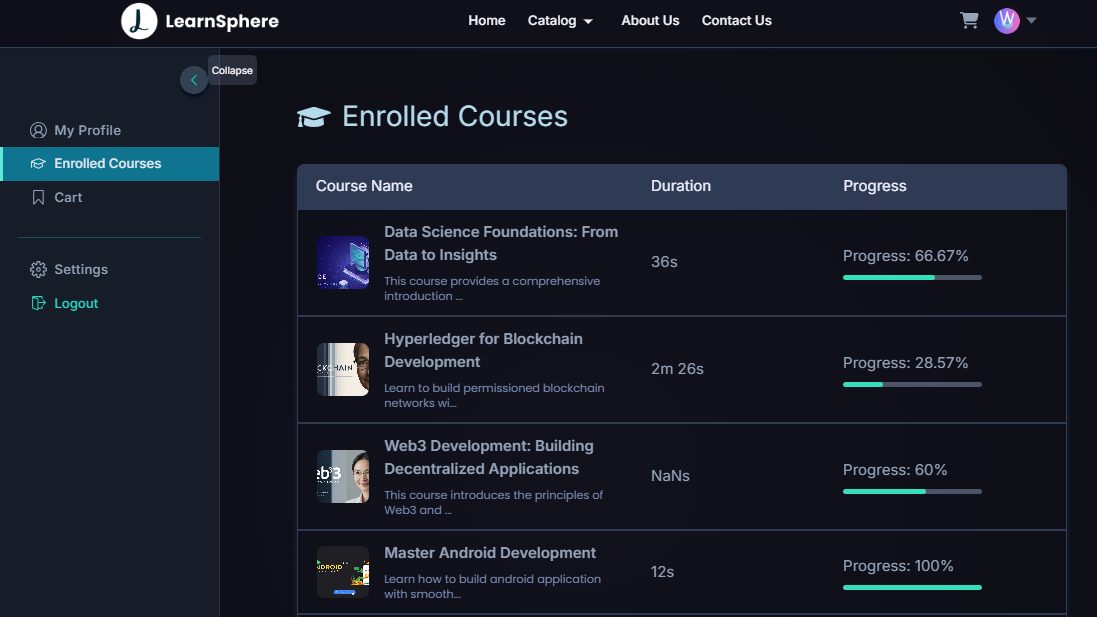 LearnSphere
Home Catalog About Us Contact Us
W
Collapse
My Profile
Enrolled Courses
Cart
Settings
Logout
Enrolled Courses
Course Name Duration Progress
Data Science Foundations: From
Data to Insights
This course provides a comprehensive
introduction ...
36s
Progress: 66.67%
Hyperledger for Blockchain
Development
Learn to build permissioned blockchain
networks wi...
2m 26s
Progress: 28.57%
Web3 Development: Building
Decentralized Applications
This course introduces the principles of
Web3 and ...
NaNs
Progress: 60%
Master Android Development
Learn how to build android application
with smooth...
12s
Progress: 100%